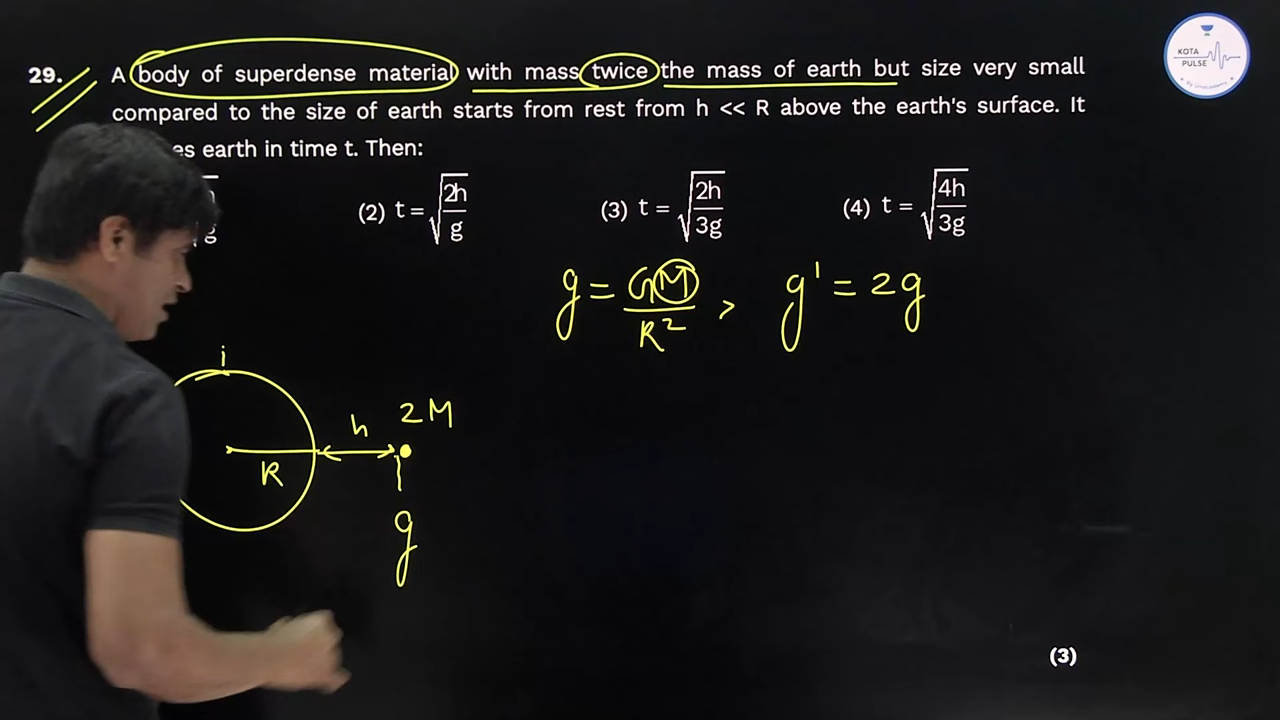 29. A body of superdense material with mass twice the mass of earth but size very small
compared to the size of earth starts from rest from h << R above the earth's surface. It
earth in time t. Then:
(2) t = √(2h/g) (3) t = √(2h/3g) (4) t = √(4h/3g)
g = GM/R² , g' = 2g
h 2M
R
g
(3)
KOTA
PULSE
By Unacademy